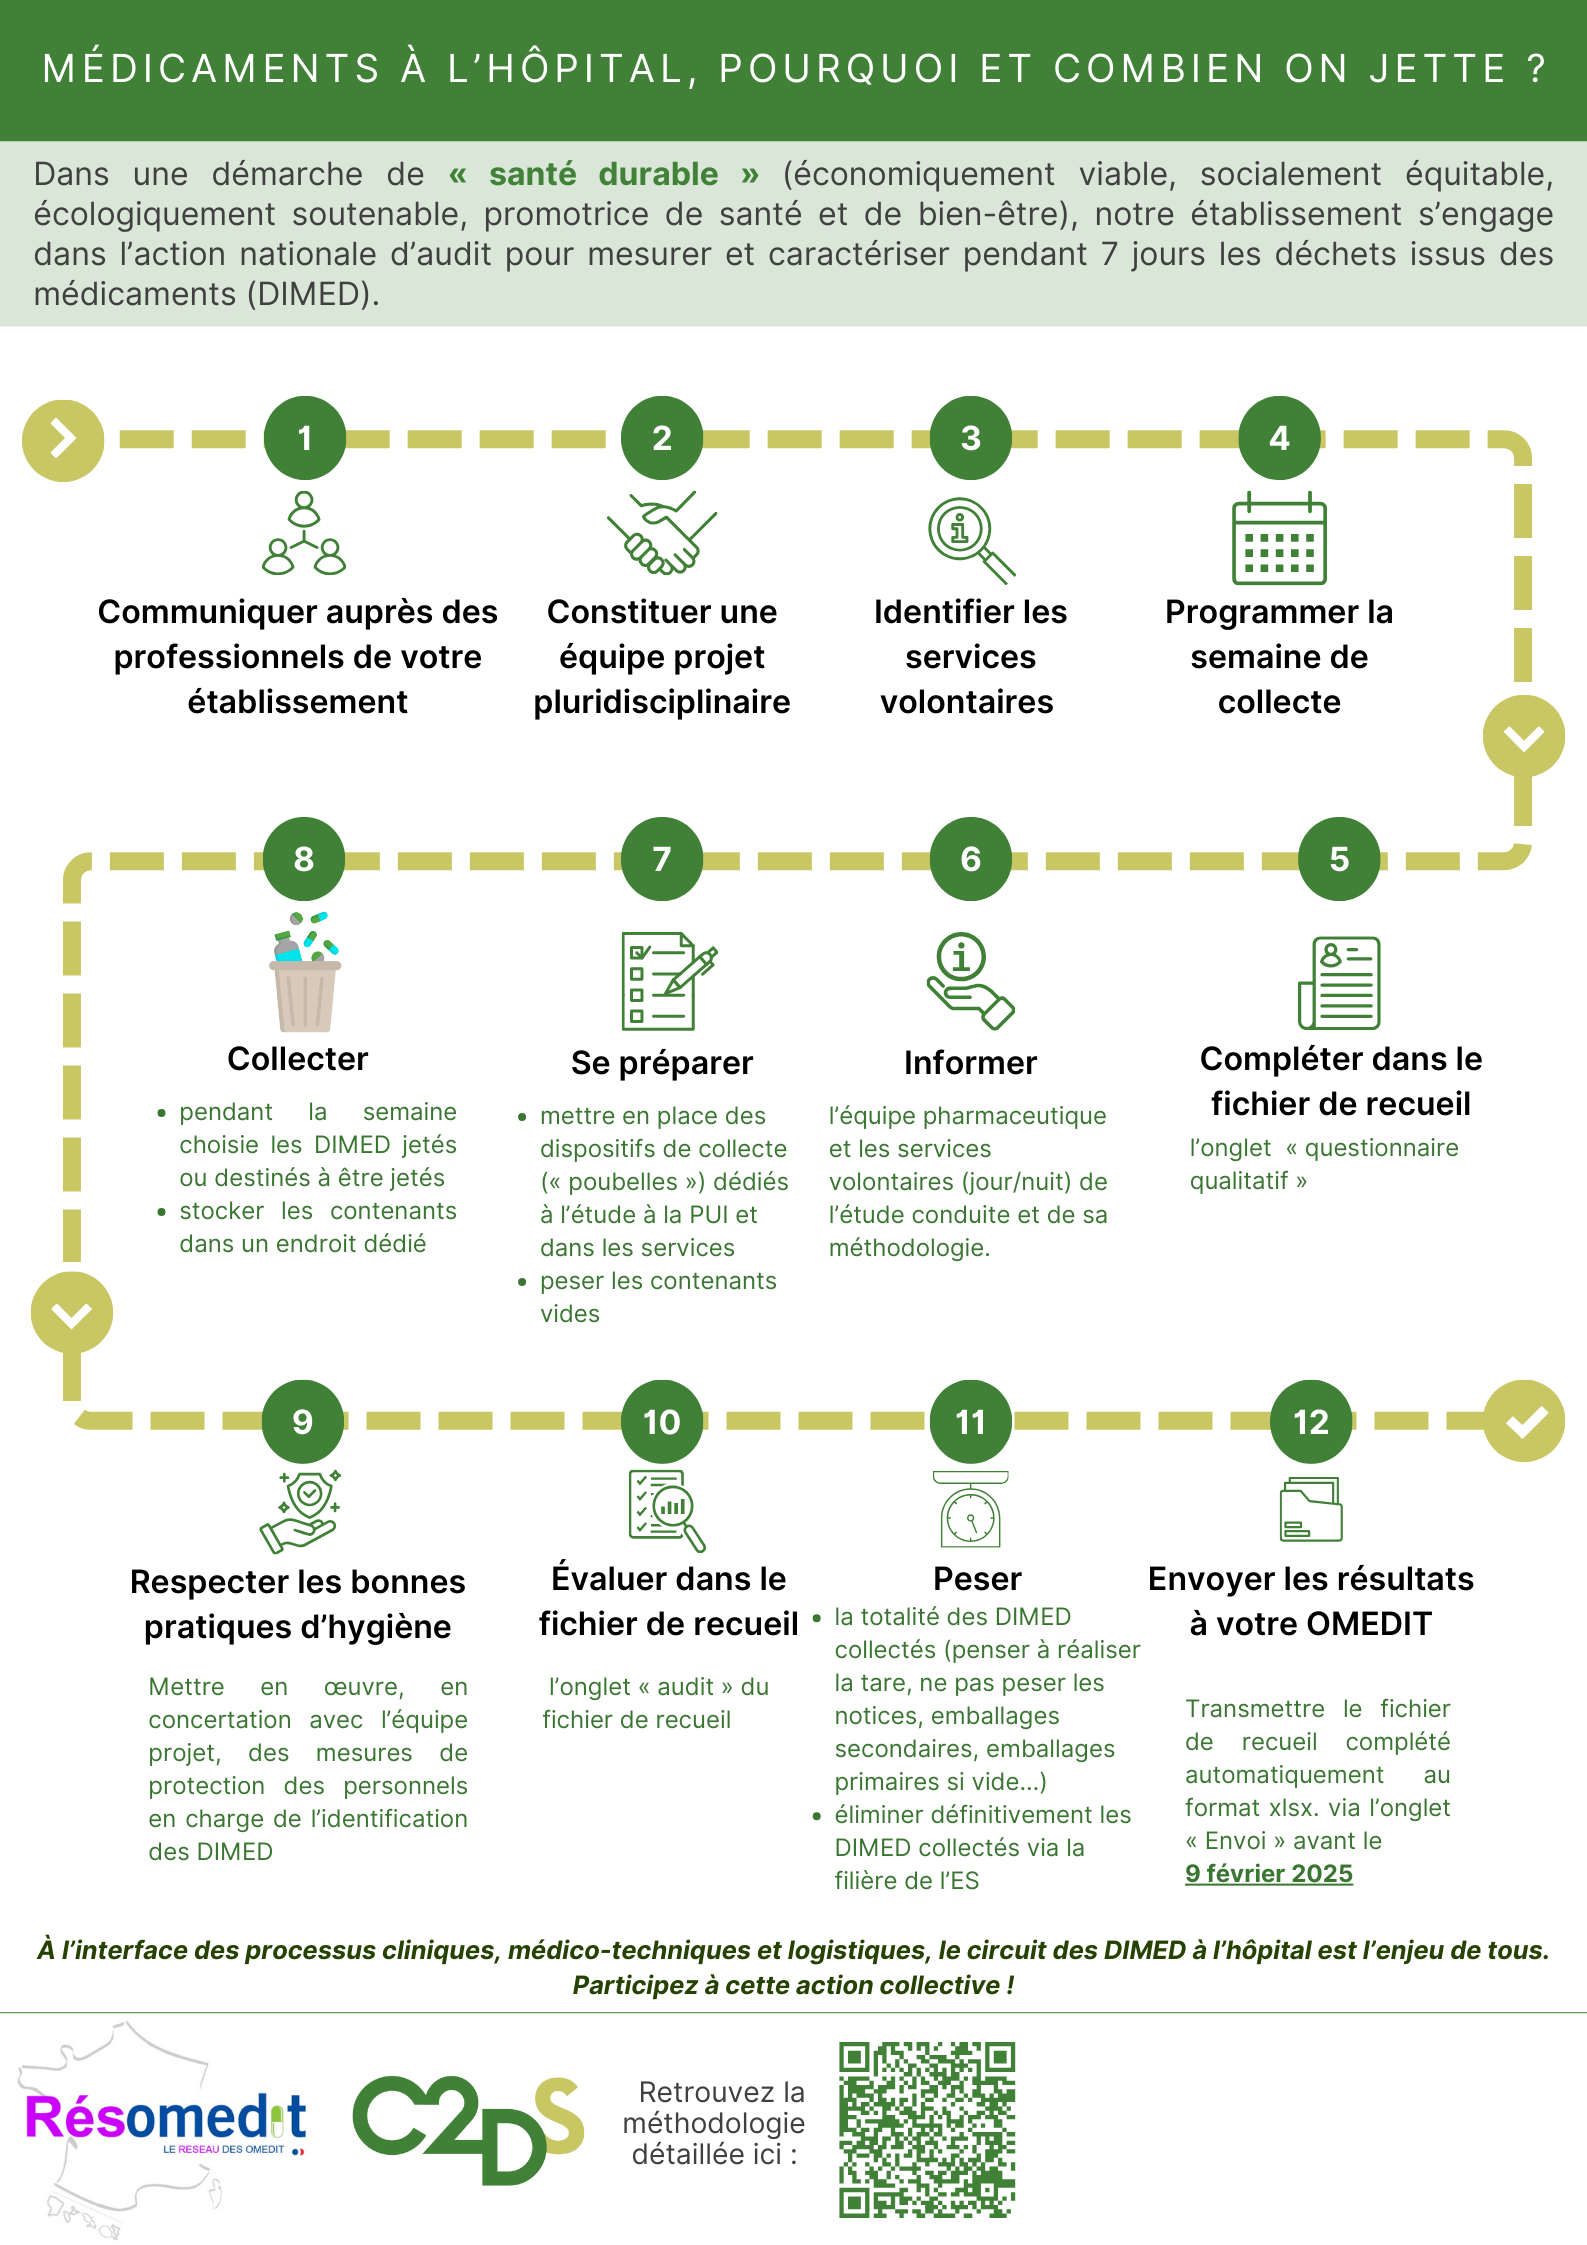 MÉDICAMENTS À L’HÔPITAL, POURQUOI ET COMBIEN ON JETTE ?
Dans une démarche de « santé durable » (économiquement viable, socialement équitable,
écologiquement soutenable, promotrice de santé et de bien-être), notre établissement s’engage
dans l’action nationale d’audit pour mesurer et caractériser pendant 7 jours les déchets issus des
médicaments (DIMED).
1
Communiquer auprès des
professionnels de votre
établissement
2
Constituer une
équipe projet
pluridisciplinaire
3
Identifier les
services
volontaires
4
Programmer la
semaine de
collecte
5
Compléter dans le
fichier de recueil
l’onglet « questionnaire
qualitatif »
6
Informer
l’équipe pharmaceutique
et les services
volontaires (jour/nuit) de
l’étude conduite et de sa
méthodologie.
7
Se préparer
• mettre en place des
dispositifs de collecte
(« poubelles ») dédiés
à l’étude à la PUI et
dans les services
• peser les contenants
vides
8
Collecter
• pendant la semaine
choisie les DIMED jetés
ou destinés à être jetés
• stocker les contenants
dans un endroit dédié
9
Respecter les bonnes
pratiques d’hygiène
Mettre en œuvre, en
concertation avec l’équipe
projet, des mesures de
protection des personnels
en charge de l’identification
des DIMED
10
Évaluer dans le
fichier de recueil
l’onglet « audit » du
fichier de recueil
11
Peser
• la totalité des DIMED
collectés (penser à réaliser
la tare, ne pas peser les
notices, emballages
secondaires, emballages
primaires si vide...)
• éliminer définitivement les
DIMED collectés via la
filière de l’ES
12
Envoyer les résultats
à votre OMEDIT
Transmettre le fichier
de recueil complété
automatiquement au
format xlsx. via l’onglet
« Envoi » avant le
9 février 2025
À l’interface des processus cliniques, médico-techniques et logistiques, le circuit des DIMED à l’hôpital est l’enjeu de tous.
Participez à cette action collective !
Résomedit
LE RESEAU DES OMEDIT
C2DS
Retrouvez la
méthodologie
détaillée ici :